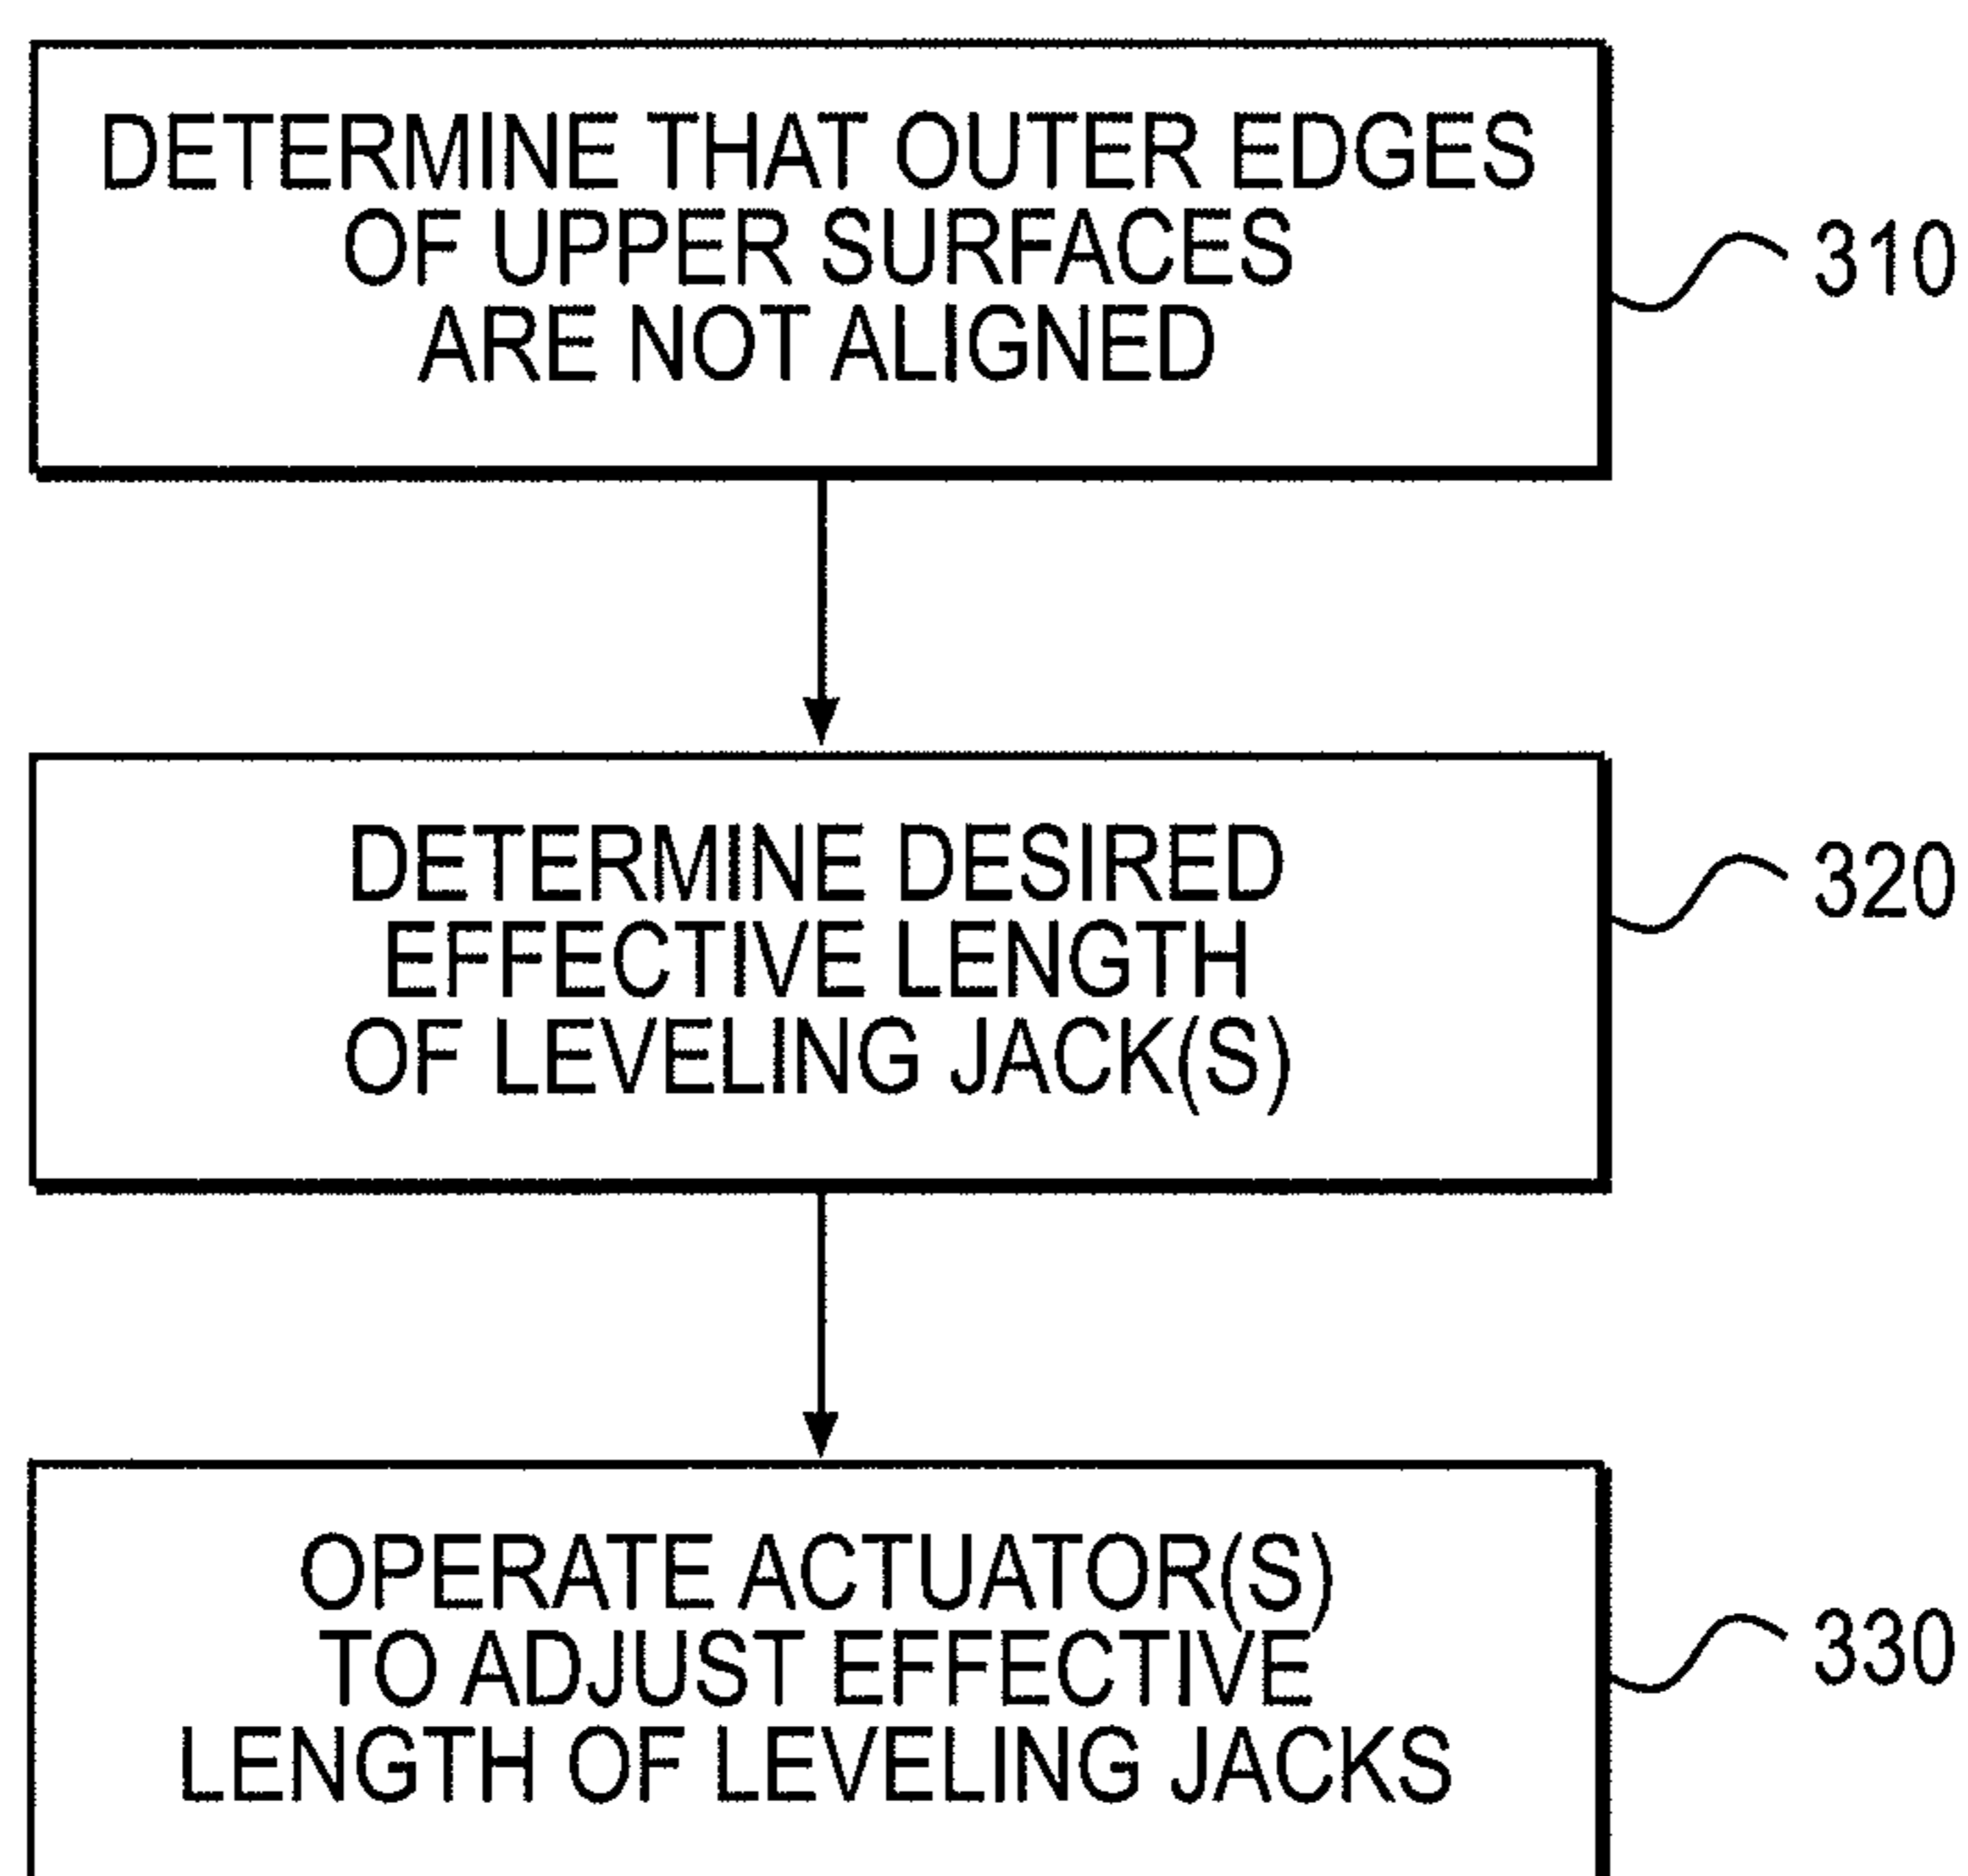 DETERMINE THAT OUTER EDGES
OF UPPER SURFACES
ARE NOT ALIGNED
310
DETERMINE DESIRED
EFFECTIVE LENGTH
OF LEVELING JACK(S)
320
OPERATE ACTUATOR(S)
TO ADJUST EFFECTIVE
LENGTH OF LEVELING JACKS
330